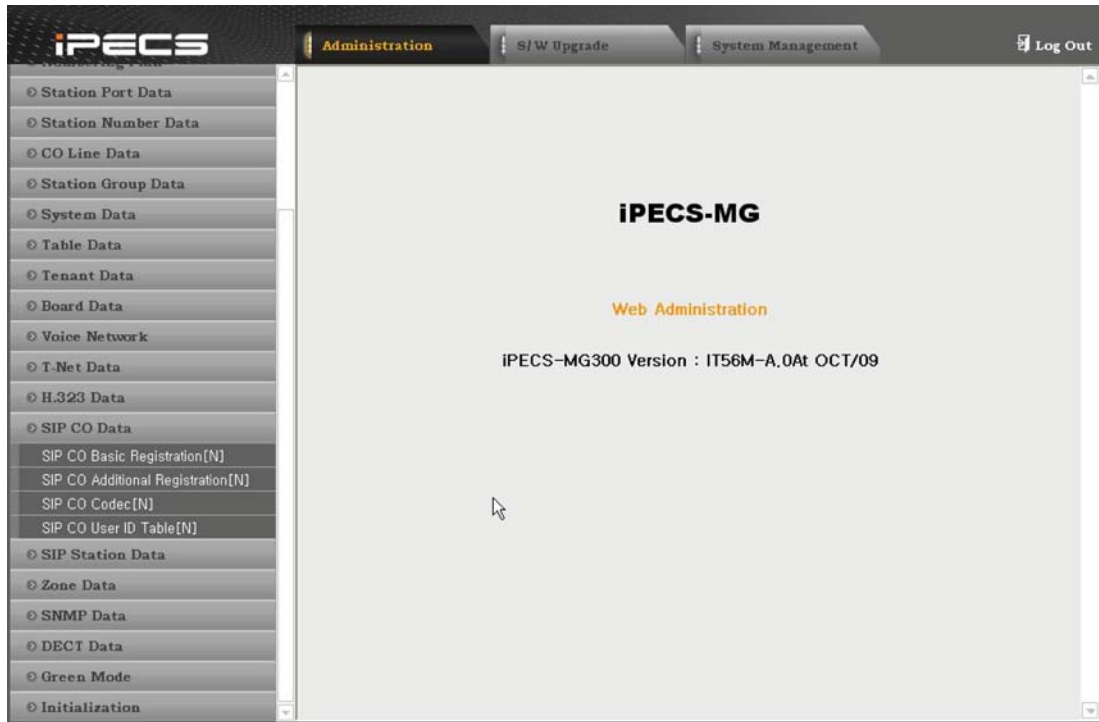 iPECS
Administration
S/W Upgrade
System Management
Log Out
Numbering Plan
Station Port Data
Station Number Data
CO Line Data
Station Group Data
System Data
Table Data
Tenant Data
Board Data
Voice Network
T-Net Data
H.323 Data
SIP CO Data
SIP CO Basic Registration[N]
SIP CO Additional Registration[N]
SIP CO Codec[N]
SIP CO User ID Table[N]
SIP Station Data
Zone Data
SNMP Data
DECT Data
Green Mode
Initialization
iPECS-MG
Web Administration
iPECS-MG300 Version : IT56M-A.0At OCT/09